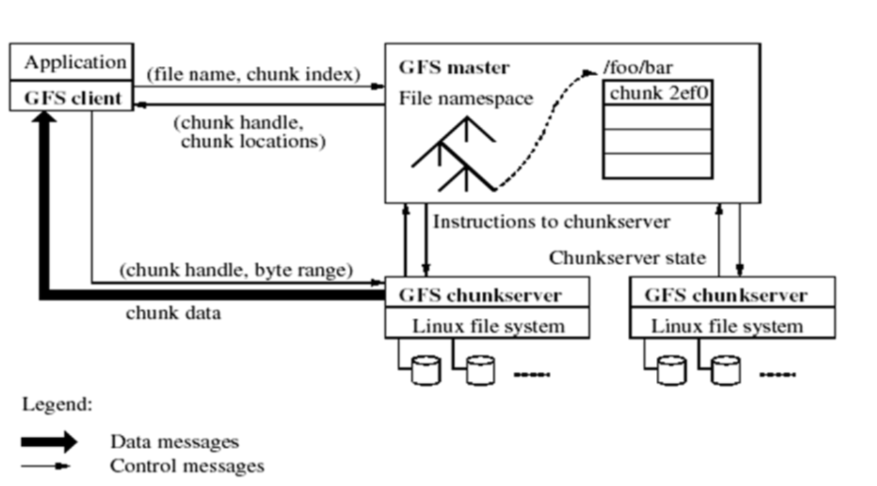 Application
GFS client
(file name, chunk index)
(chunk handle,
chunk locations)
GFS master
File namespace
/foo/bar
chunk 2ef0
Instructions to chunkserver
Chunkserver state
(chunk handle, byte range)
chunk data
GFS chunkserver
Linux file system
GFS chunkserver
Linux file system
Legend:
Data messages
Control messages